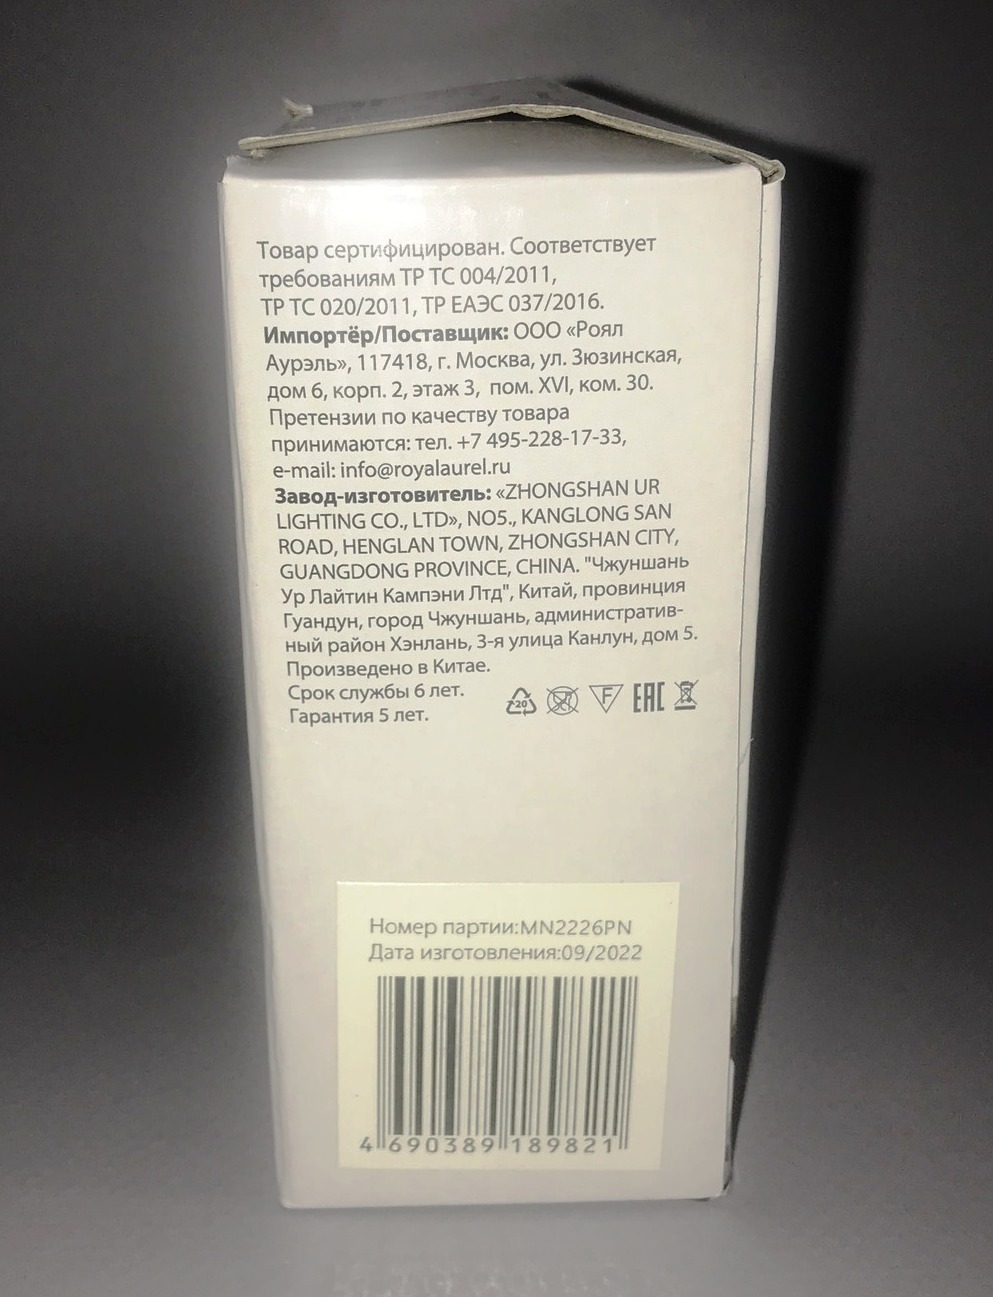 Товар сертифицирован. Соответствует
требованиям ТР ТС 004/2011,
ТР ТС 020/2011, ТР ЕАЭС 037/2016.
Импортёр/Поставщик: ООО «Роял
Аурэль», 117418, г. Москва, ул. Зюзинская,
дом 6, корп. 2, этаж 3, пом. XVI, ком. 30.
Претензии по качеству товара
принимаются: тел. +7 495-228-17-33,
e-mail: info@royalaurel.ru
Завод-изготовитель: «ZHONGSHAN UR
LIGHTING CO., LTD», NO5., KANGLONG SAN
ROAD, HENGLAN TOWN, ZHONGSHAN CITY,
GUANGDONG PROVINCE, CHINA. "Чжуншань
Ур Лайтин Кампэни Лтд", Китай, провинция
Гуандун, город Чжуншань, административ-
ный район Хэнлань, 3-я улица Канлун, дом 5.
Произведено в Китае.
Срок службы 6 лет.
Гарантия 5 лет.
20 F EAC
Номер партии:MN2226PN
Дата изготовления:09/2022
4 690389 189821